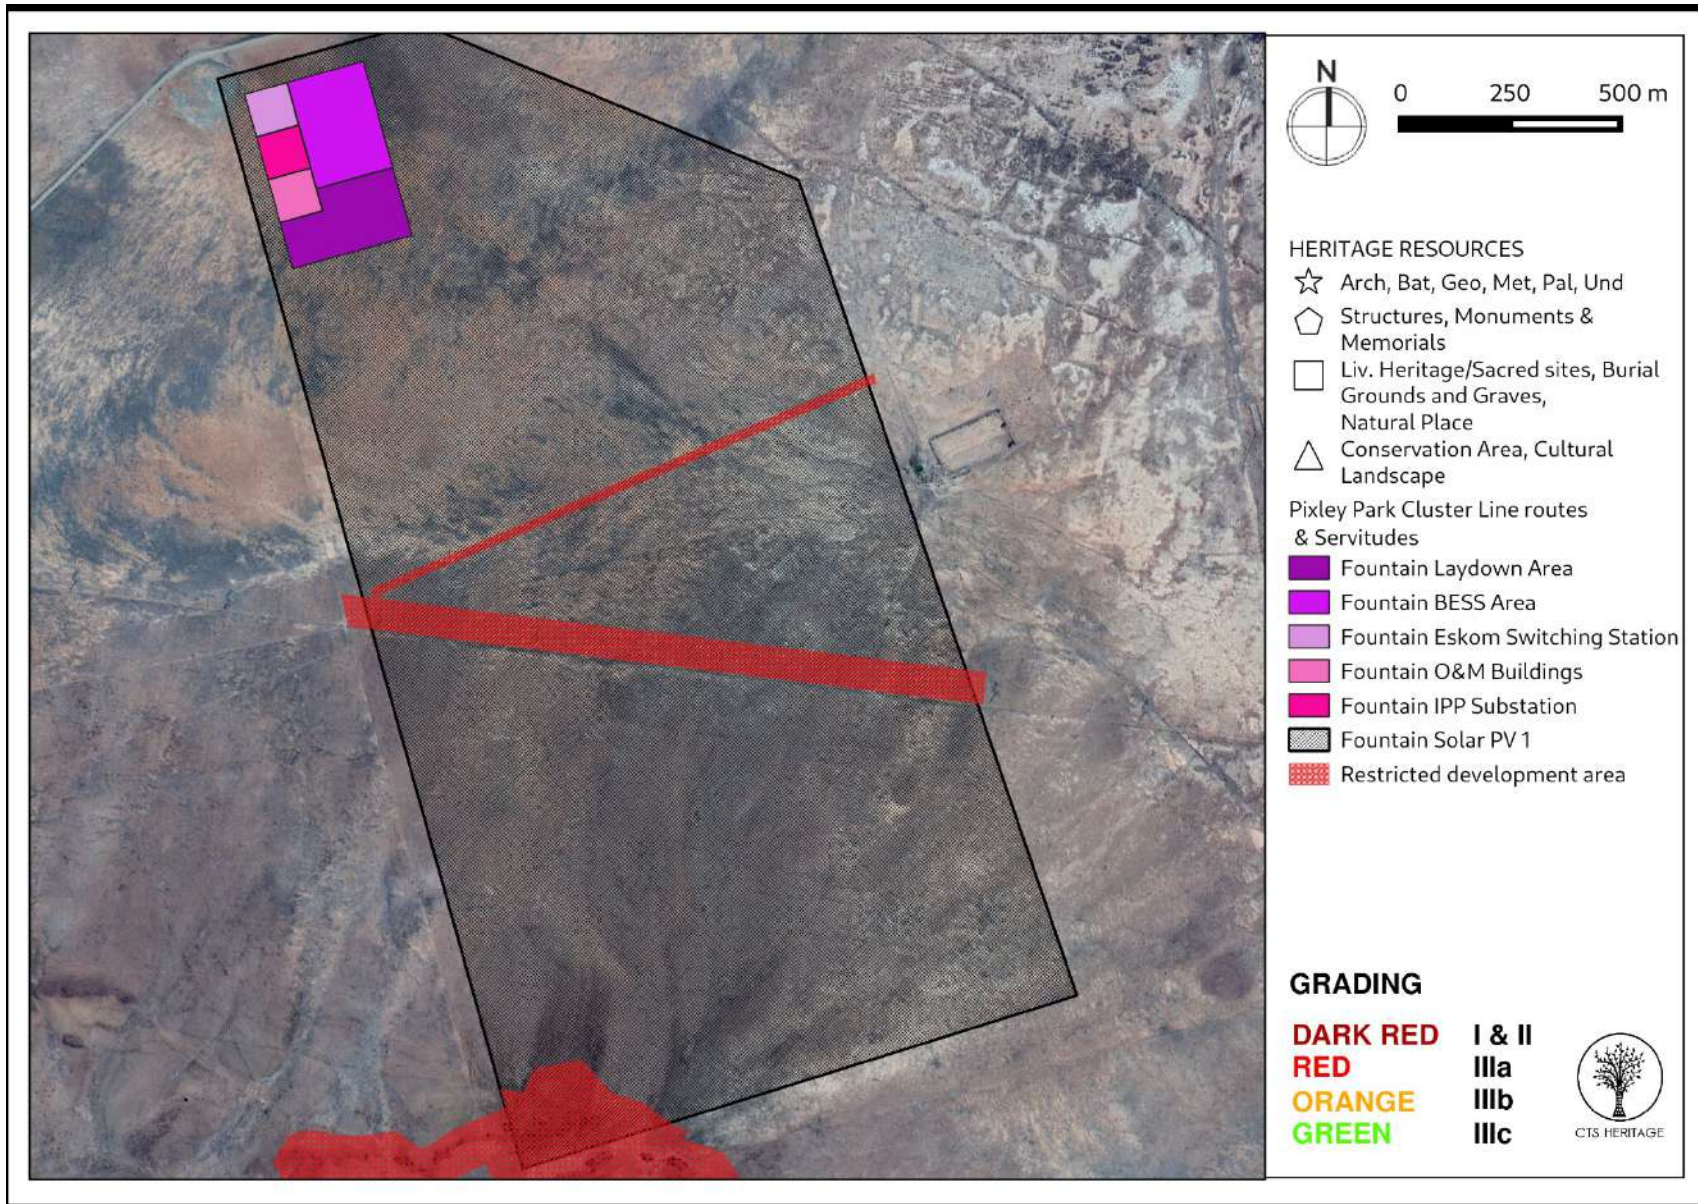 N
0 250 500 m
HERITAGE RESOURCES
Arch, Bat, Geo, Met, Pal, Und
Structures, Monuments &
Memorials
Liv. Heritage/Sacred sites, Burial
Grounds and Graves,
Natural Place
Conservation Area, Cultural
Landscape
Pixley Park Cluster Line routes
& Servitudes
Fountain Laydown Area
Fountain BESS Area
Fountain Eskom Switching Station
Fountain O&M Buildings
Fountain IPP Substation
Fountain Solar PV 1
Restricted development area
GRADING
DARK RED I & II
RED IIIa
ORANGE IIIb
GREEN IIIc
CTS HERITAGE